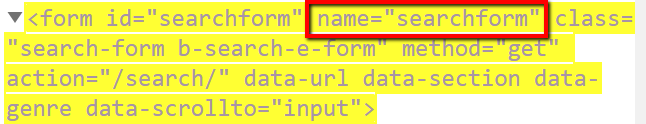 <form id="searchform" name="searchform" class=
"search-form b-search-e-form" method="get"
action="/search/" data-url data-section data-
genre data-scrollto="input">